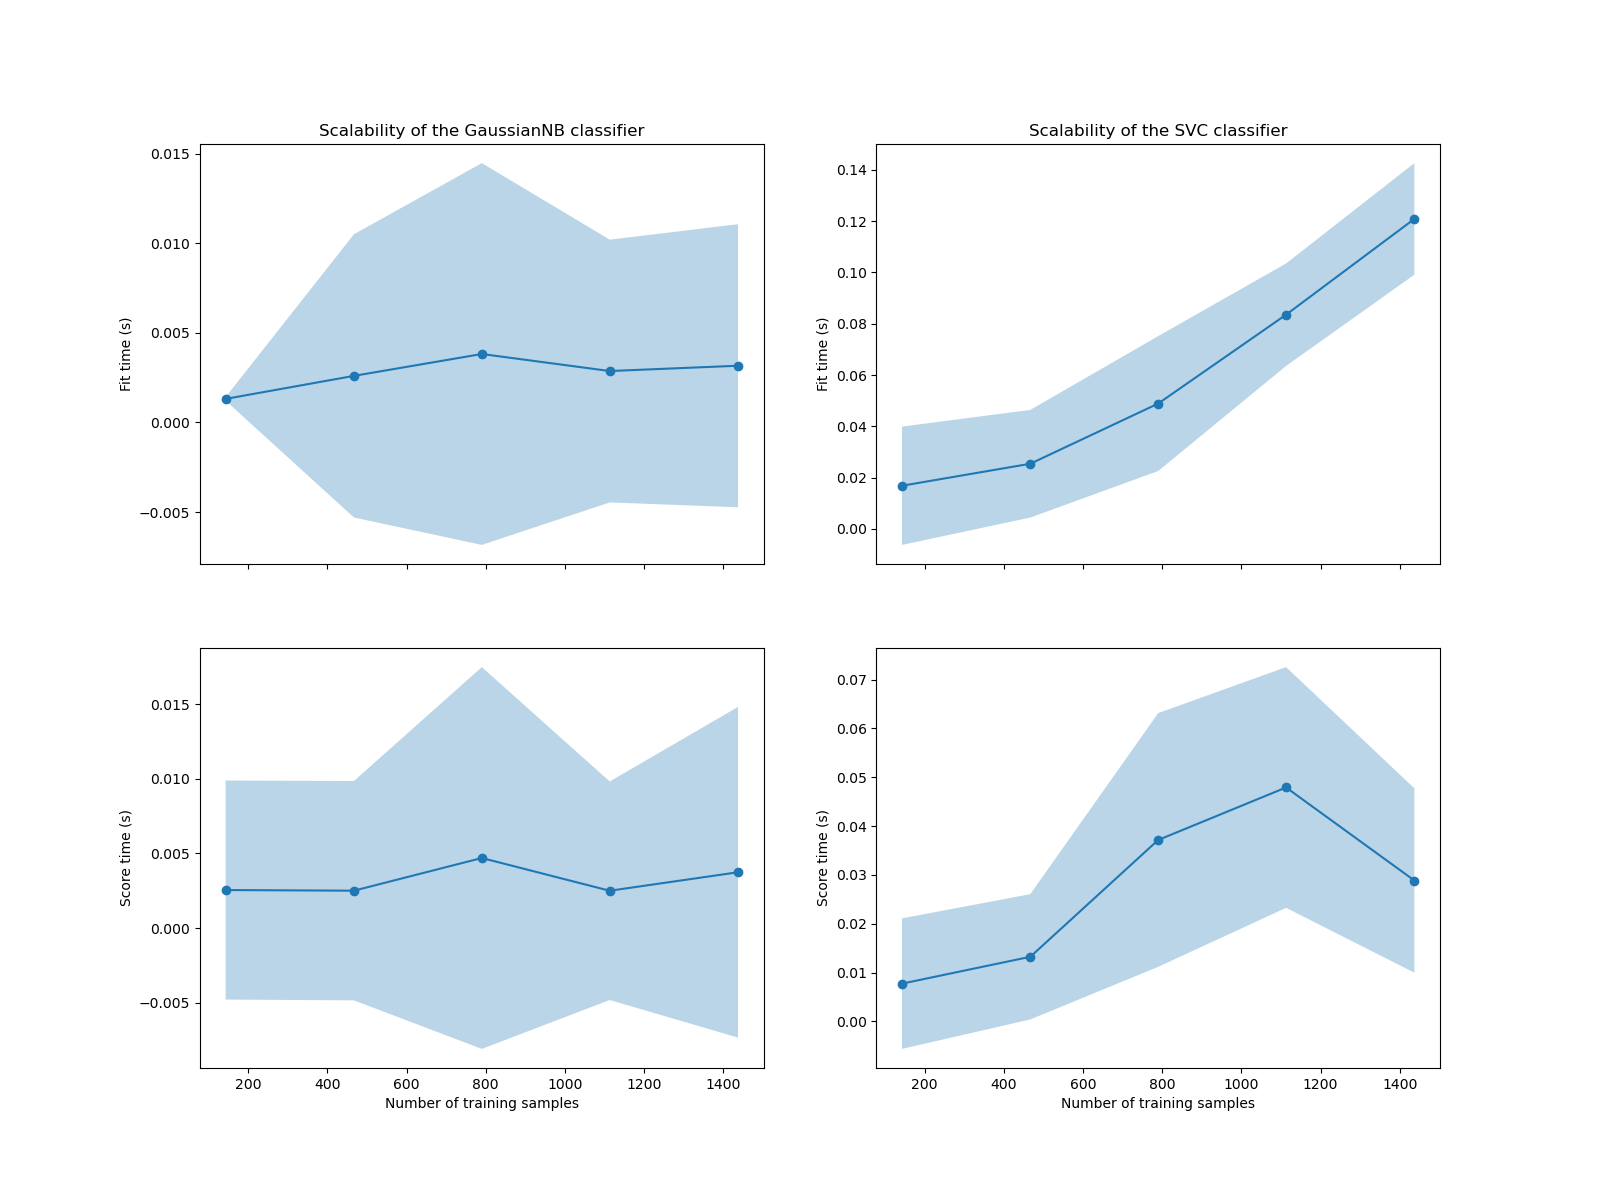 Scalability of the GaussianNB classifier
0.015
0.010
0.005
0.000
−0.005
Fit time (s)
Scalability of the SVC classifier
0.14
0.12
0.10
0.08
0.06
0.04
0.02
0.00
Fit time (s)
0.015
0.010
0.005
0.000
−0.005
Score time (s)
200 400 600 800 1000 1200 1400
Number of training samples
0.07
0.06
0.05
0.04
0.03
0.02
0.01
0.00
Score time (s)
200 400 600 800 1000 1200 1400
Number of training samples